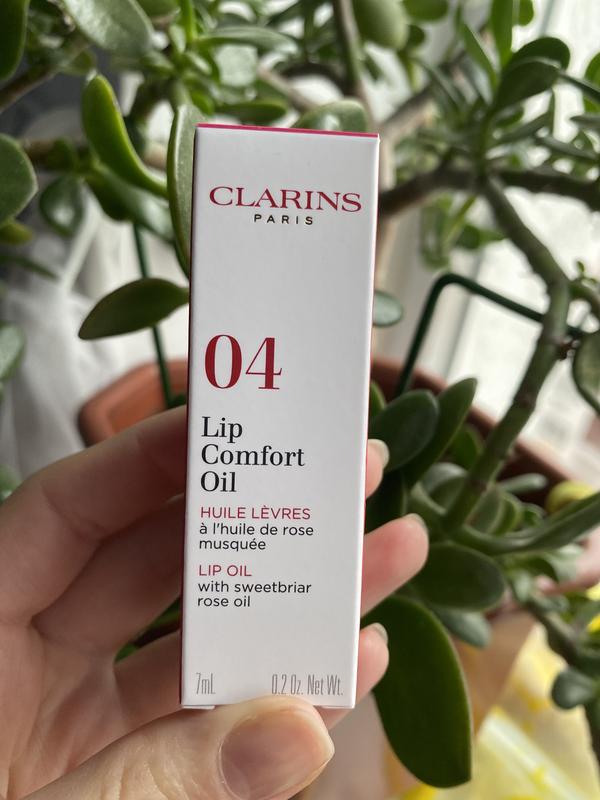 CLARINS
PARIS
04
Lip
Comfort
Oil
HUILE LÈVRES
à l'huile de rose
musquée
LIP OIL
with sweetbriar
rose oil
7mL 0.2 Oz. Net Wt.